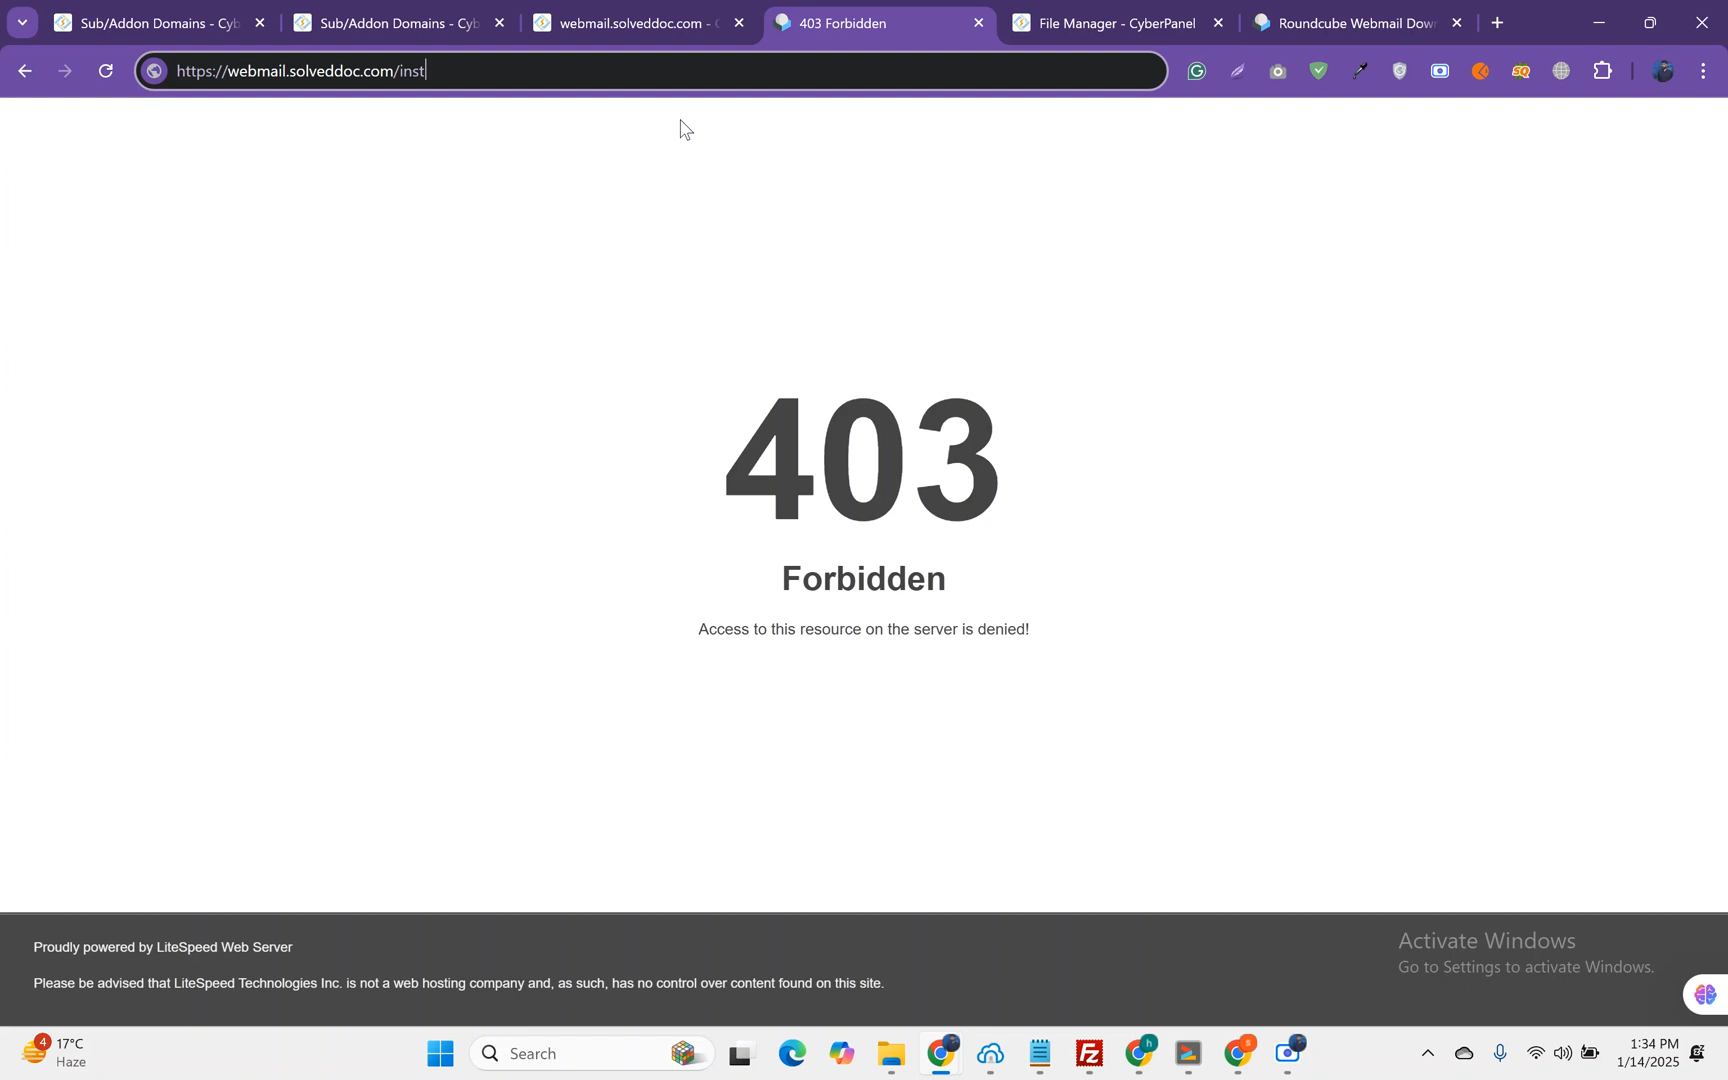 Sub/Addon Domains - Cyb
Sub/Addon Domains - Cyb
webmail.solveddoc.com - C
403 Forbidden
File Manager - CyberPanel
Roundcube Webmail Dow
https://webmail.solveddoc.com/inst
403
Forbidden
Access to this resource on the server is denied!
Proudly powered by LiteSpeed Web Server
Please be advised that LiteSpeed Technologies Inc. is not a web hosting company and, as such, has no control over content found on this site.
Activate Windows
Go to Settings to activate Windows.
4
17°C
Haze
Search
h
s
1:34 PM
1/14/2025